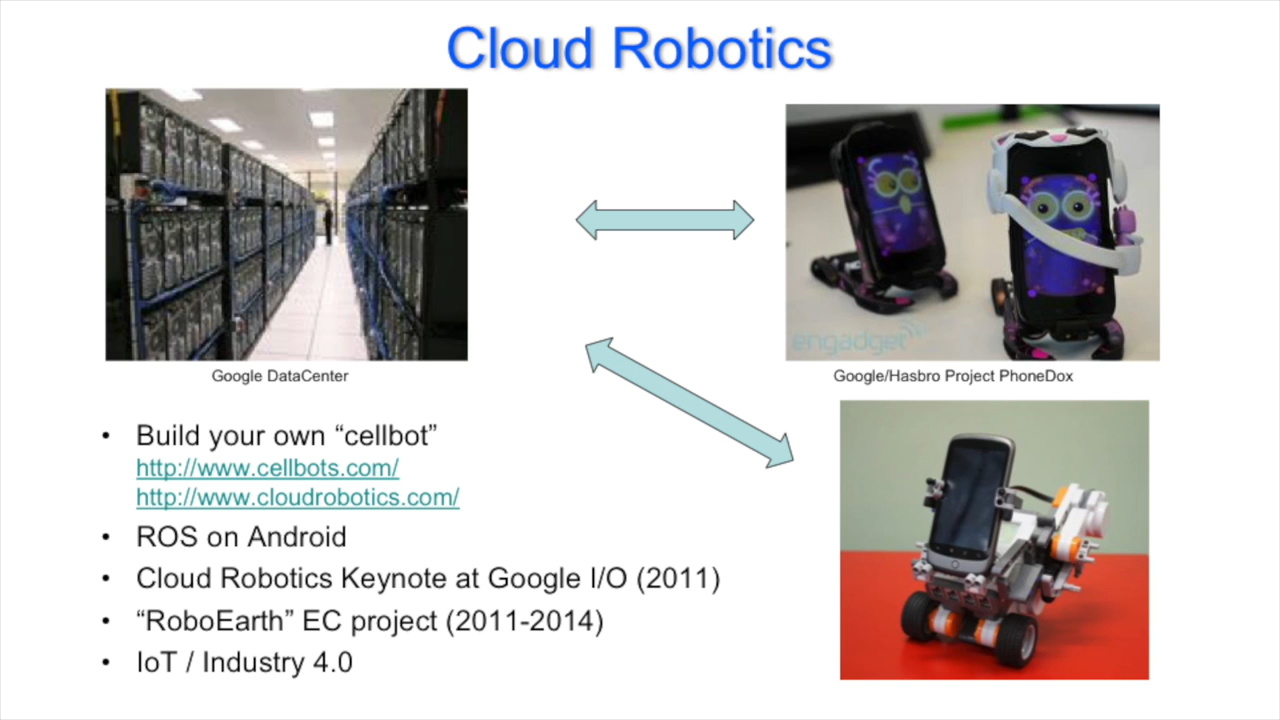 Cloud Robotics
engadget
Google DataCenter
Google/Hasbro Project PhoneDox
• Build your own “cellbot”
http://www.cellbots.com/
http://www.cloudrobotics.com/
• ROS on Android
• Cloud Robotics Keynote at Google I/O (2011)
• “RoboEarth” EC project (2011-2014)
• IoT / Industry 4.0